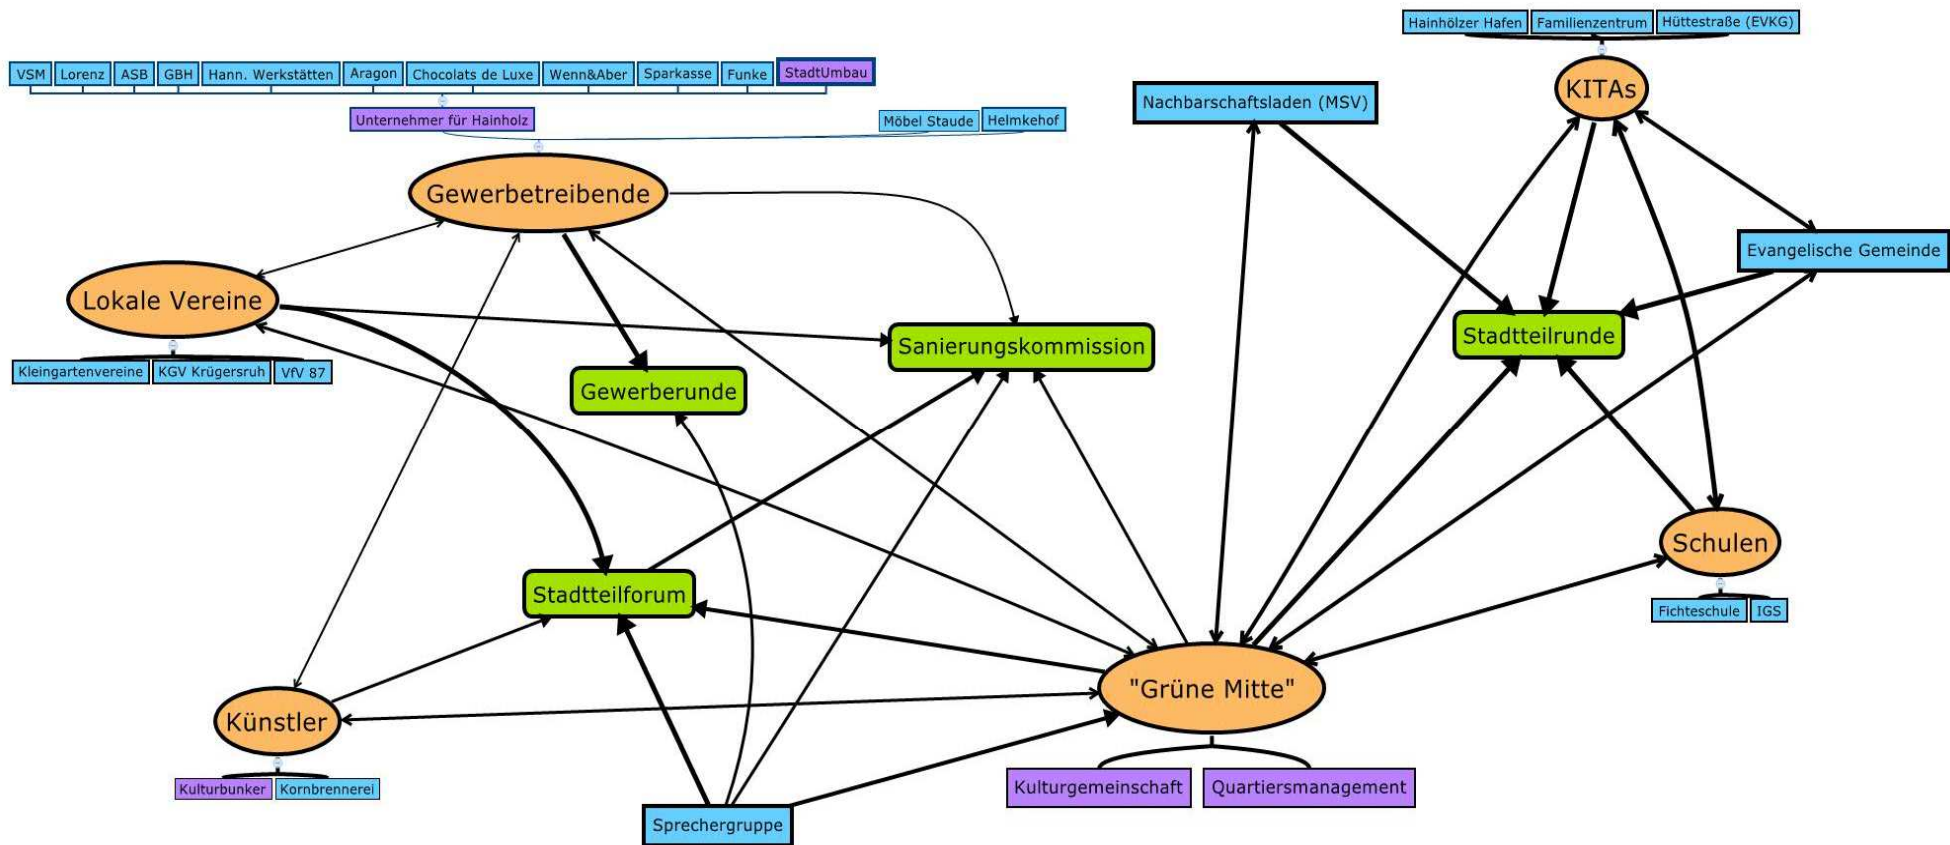 Hainhölzer Hafen Familienzentrum Hüttestraße (EVKG)
VSM Lorenz ASB GBH Hann. Werkstätten Aragon Chocolats de Luxe Wenn&Aber Sparkasse Funke StadtUmbau
KITAs
Nachbarschaftsladen (MSV)
Unternehmer für Hainholz Möbel Staude Helmkehof
Gewerbetreibende
Evangelische Gemeinde
Lokale Vereine
Stadtteilrunde
Sanierungskommission
Kleingartenvereine KGV Krügersruh VfV 87
Gewerberunde
Schulen
Stadtteilforum
Fichteschule IGS
"Grüne Mitte"
Künstler
Kulturbunker Kornbrennerei
Kulturgemeinschaft Quartiersmanagement
Sprechergruppe